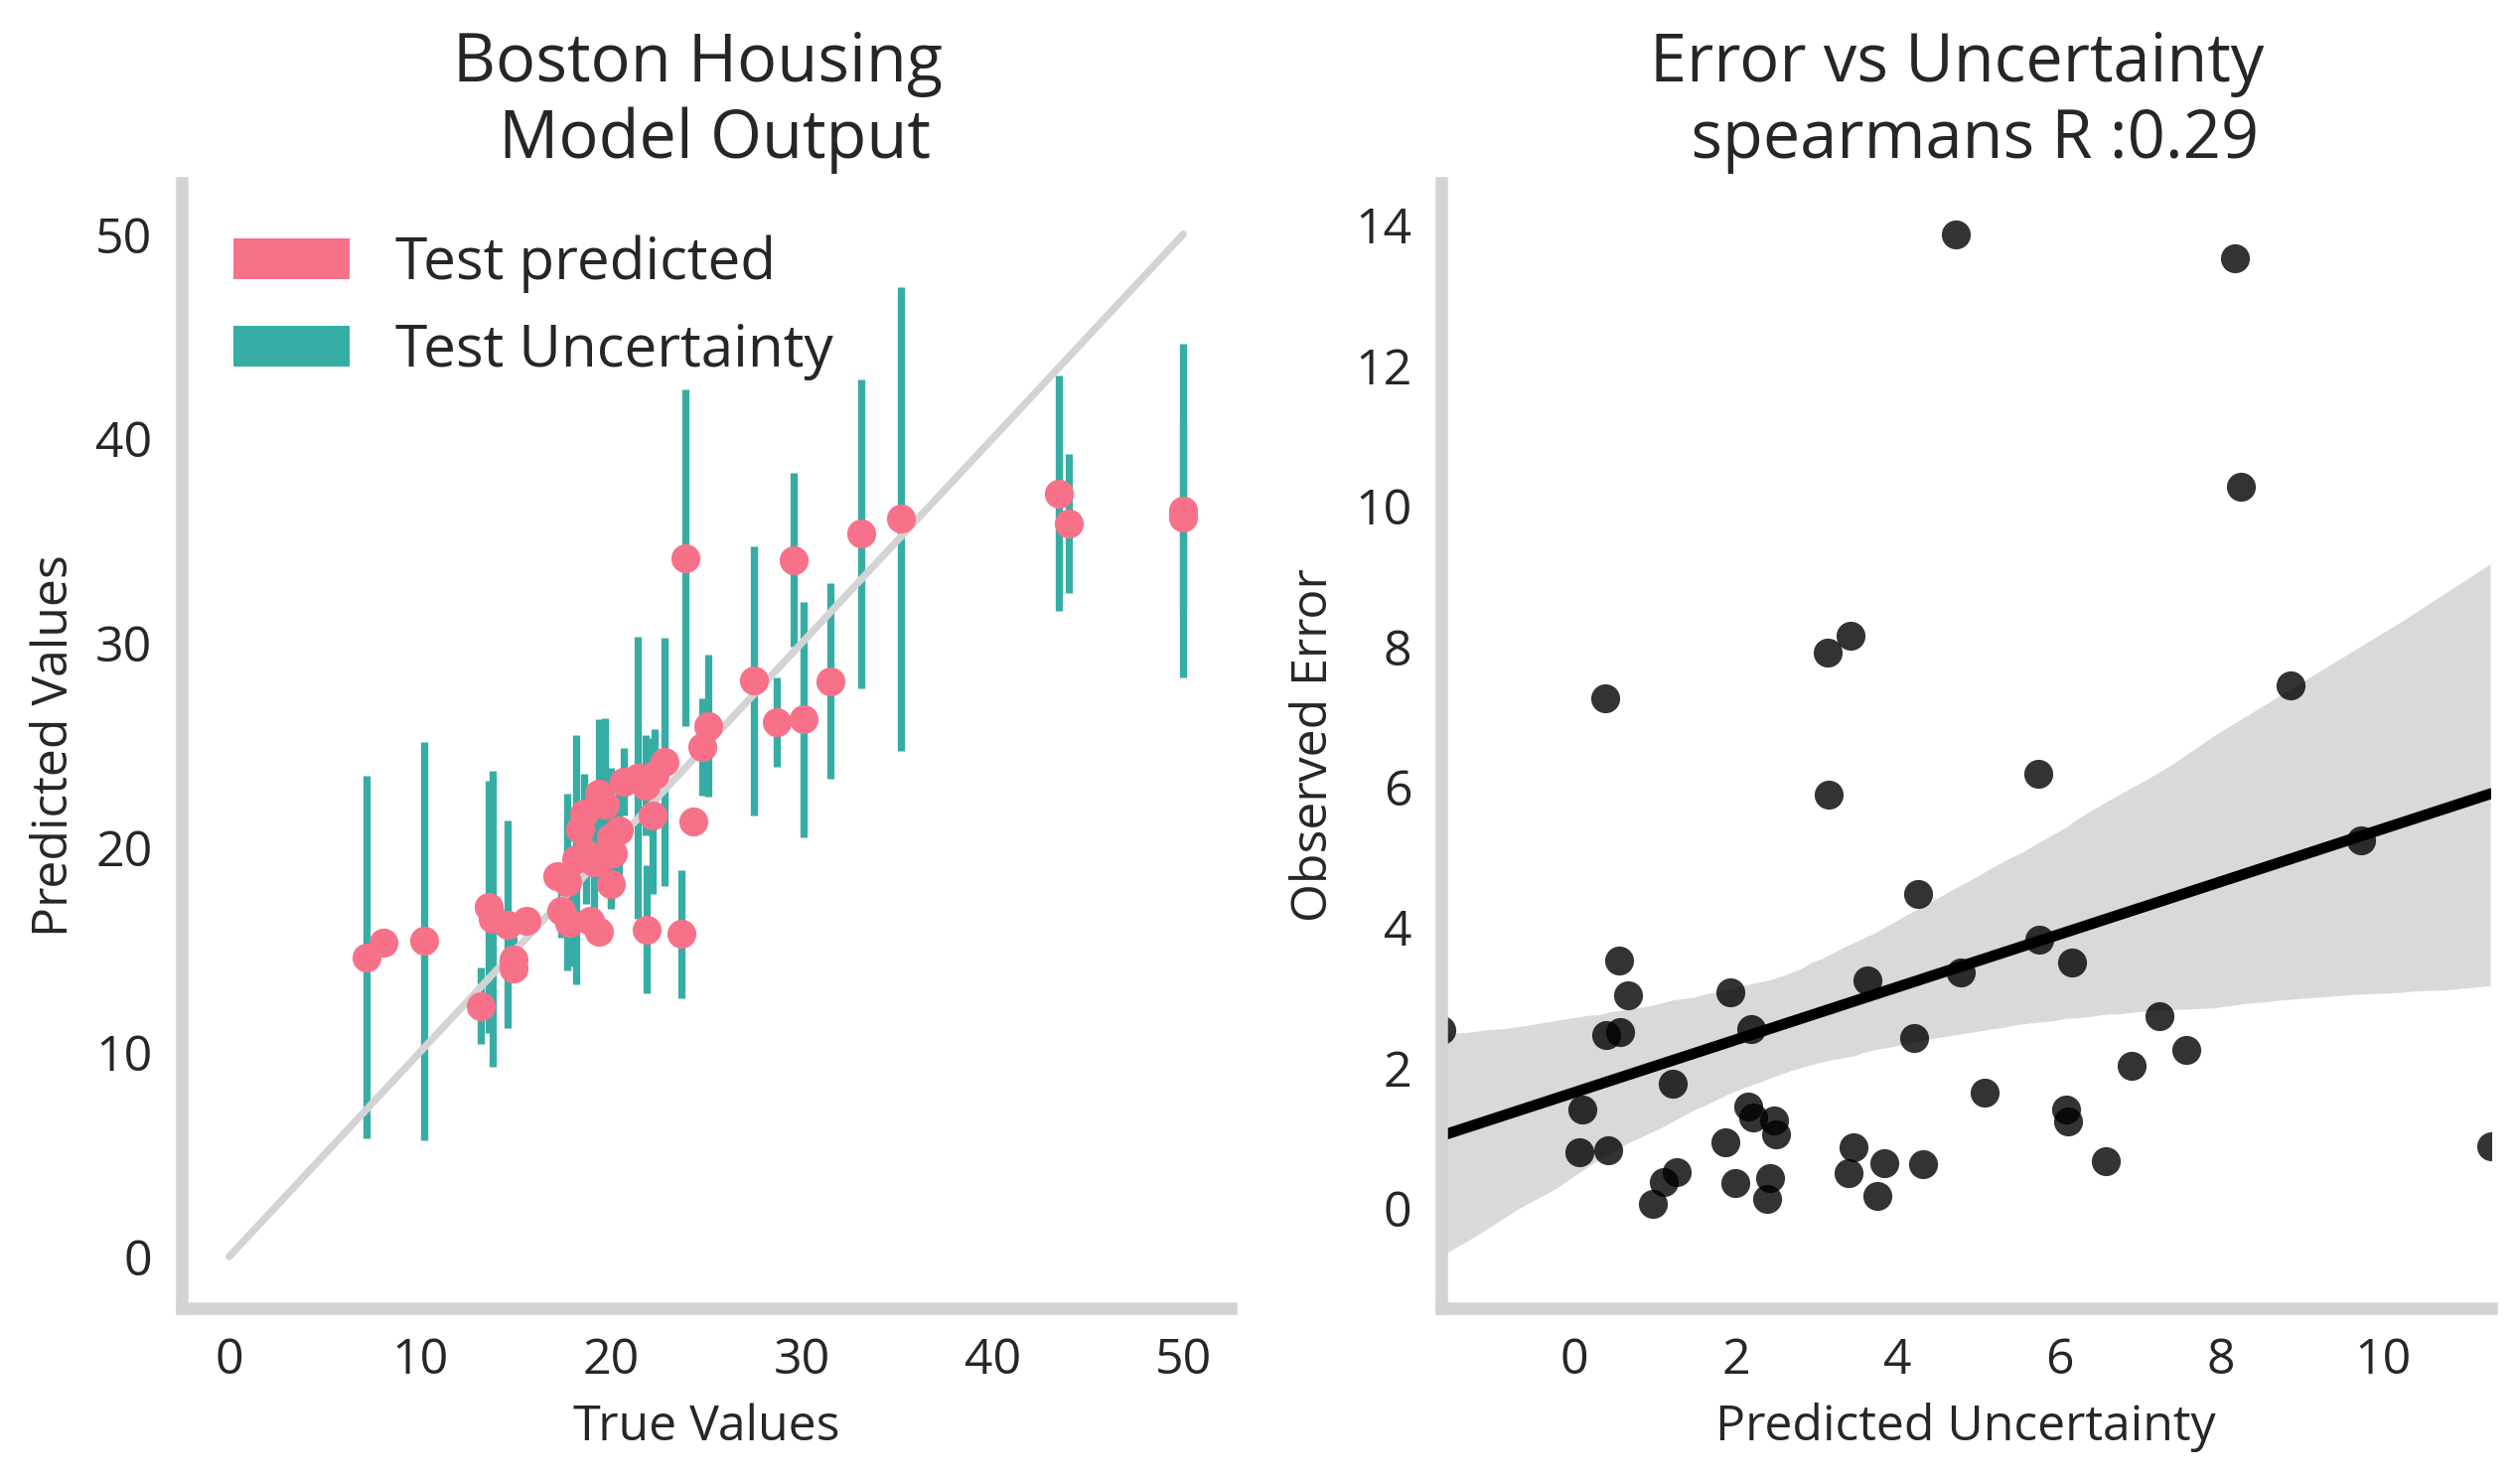 Boston Housing
Model Output
50
40
30
20
10
0
Predicted Values
Test predicted
Test Uncertainty
0 10 20 30 40 50
True Values
Error vs Uncertainty
spearmans R :0.29
14
12
10
8
6
4
2
0
Observed Error
0 2 4 6 8 10
Predicted Uncertainty